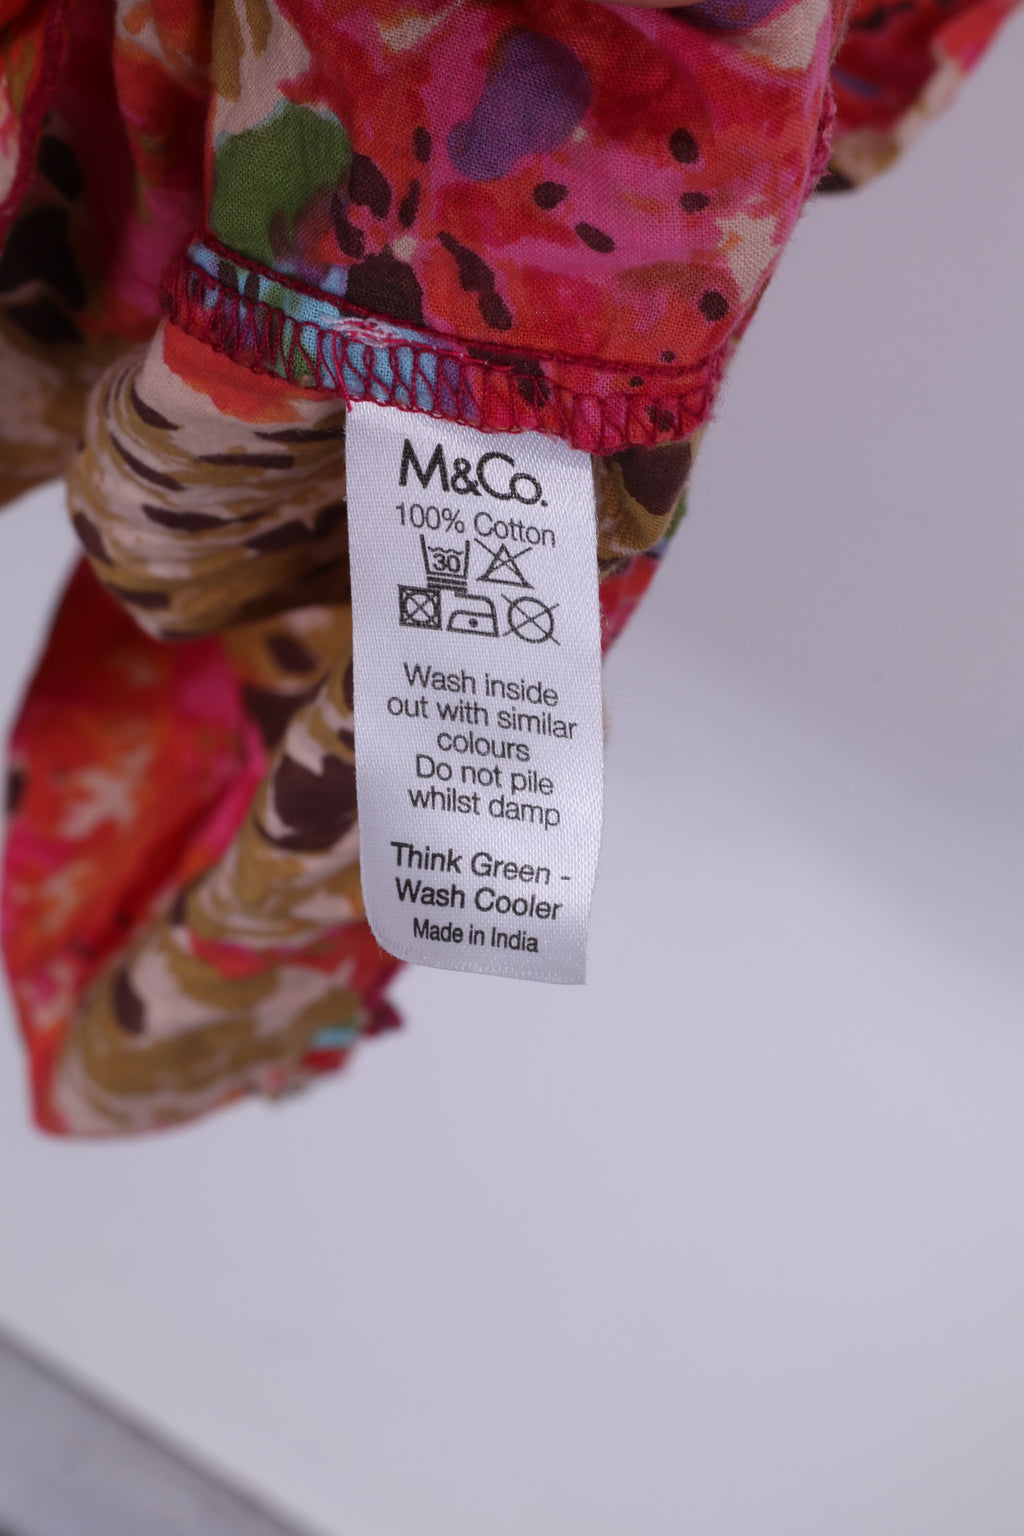 M&Co.
100% Cotton
30
Wash inside
out with similar
colours
Do not pile
whilst damp
Think Green -
Wash Cooler
Made in India